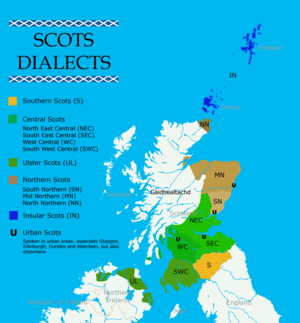 SCOTS
DIALECTS
Southern Scots (S)
Central Scots (C)
North East Central (NEC)
South East Central (SEC)
West Central (WC)
South West Central (SWC)
Ulster Scots (UL)
Northern Scots
South Northern (SN)
Mid Northern (MN)
North Northern (NN)
Insular Scots (IN)
U Urban Scots
Spoken in urban areas, especially Glasgow,
Edinburgh, Dundee and Aberdeen, but also
elsewhere.
IN
NN
MN
U
Gaidhealtachd
SN
U
NEC
U
U
WC
SEC
SWC
S
UL
Northern
Ireland
Republic of Ireland
England